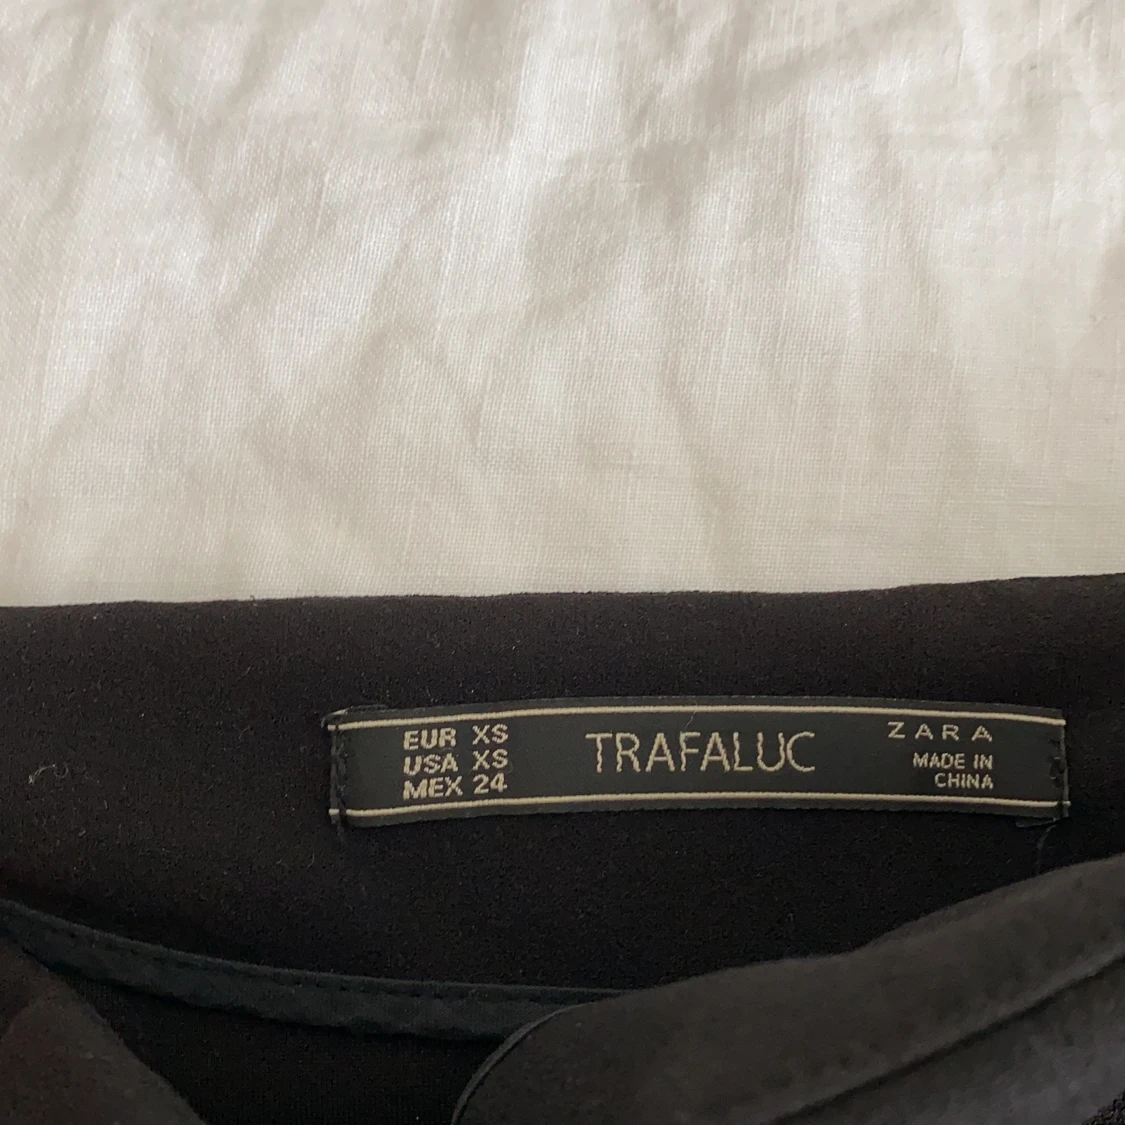 EUR XS
USA XS
MEX 24
TRAFALUC
ZARA
MADE IN
CHINA